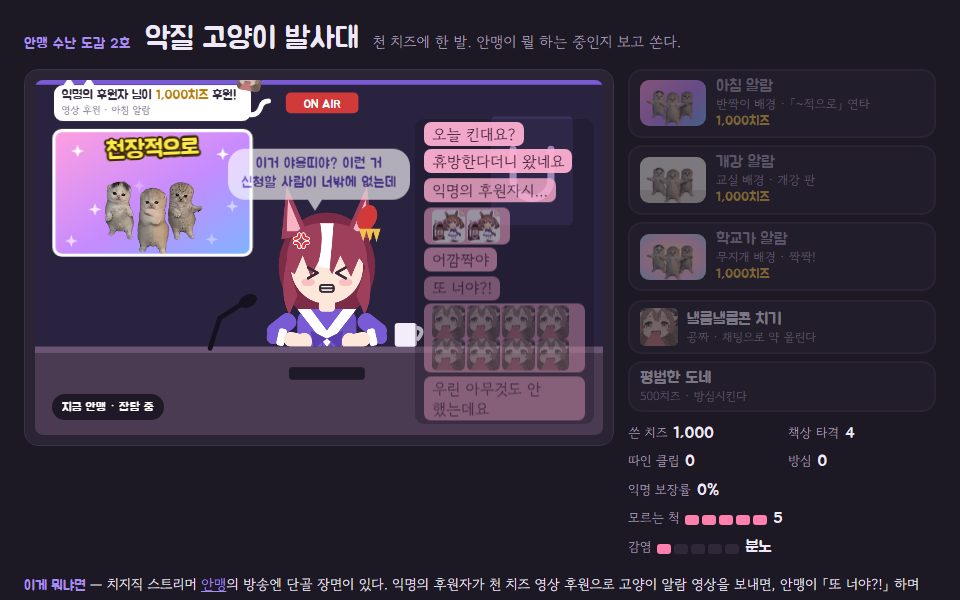 안맹 수난 도감 2호 악질 고양이 발사대 천 치즈에 한 발. 안맹이 뭘 하는 중인지 보고 쏜다.
익명의 후원자 님이 1,000치즈 후원!
영상 후원 · 아침 알람
ON AIR
천장적으로
이거 야옹띠야? 이런 거
신청할 사람이 너밖에 없는데
오늘 킨대요?
휴방한다더니 왔네요
익명의 후원자시...
어깜짝야
또 너야?!
우린 아무것도 안
했는데요
지금 안맹 · 잡담 중
아침 알람
반짝이 배경 · 「~적으로」 연타
1,000치즈
개강 알람
교실 배경 · 개강 판
1,000치즈
학교가 알람
무지개 배경 · 짝짝!
1,000치즈
냴름냴름콘 치기
공짜 · 채팅으로 약 올린다
평범한 도네
500치즈 · 방심시킨다
쓴 치즈 1,000
책상 타격 4
따인 클립 0
방심 0
익명 보장률 0%
모르는 척 5
감염 분노
이게 뭐냐면 — 치지직 스트리머 안맹의 방송엔 단골 장면이 있다. 익명의 후원자가 천 치즈 영상 후원으로 고양이 알람 영상을 보내면, 안맹이 「또 너야?!」 하며